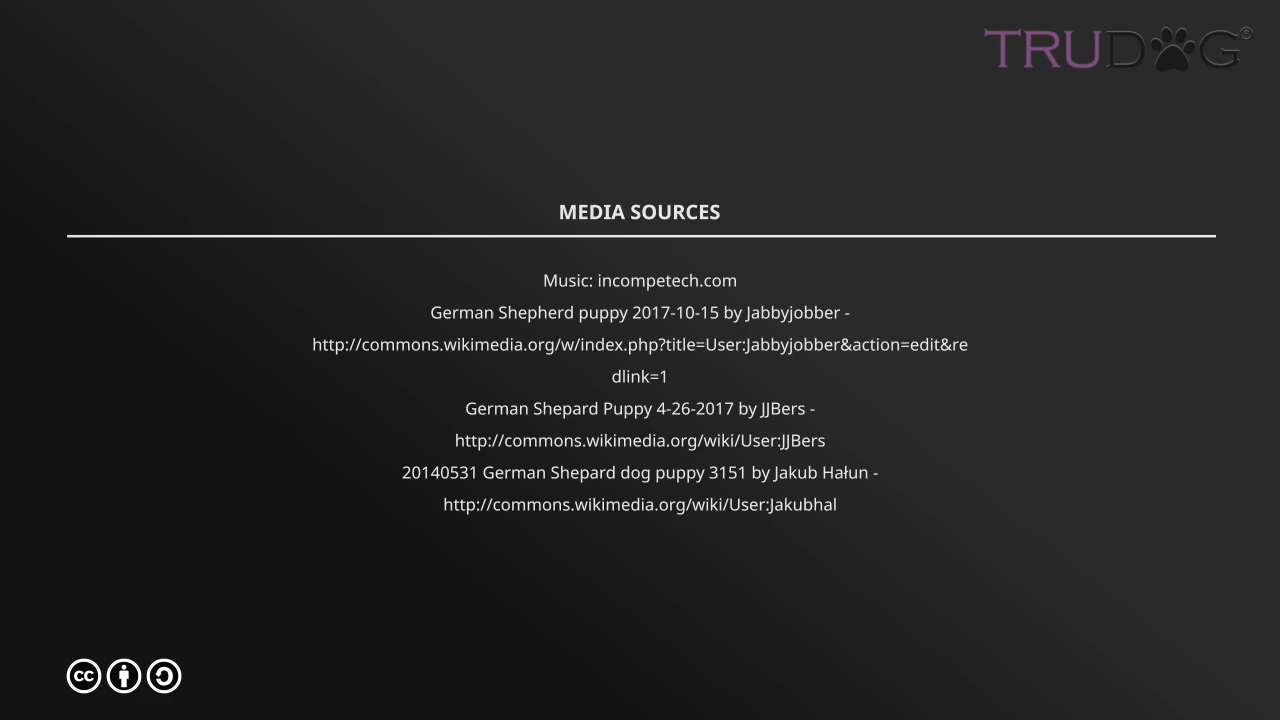 TRUDOG®
MEDIA SOURCES
Music: incompetech.com
German Shepherd puppy 2017-10-15 by Jabbyjobber -
http://commons.wikimedia.org/w/index.php?title=User:Jabbyjobber&action=edit&re
dlink=1
German Shepard Puppy 4-26-2017 by JJBers -
http://commons.wikimedia.org/wiki/User:JJBers
20140531 German Shepard dog puppy 3151 by Jakub Hałun -
http://commons.wikimedia.org/wiki/User:Jakubhal
cc